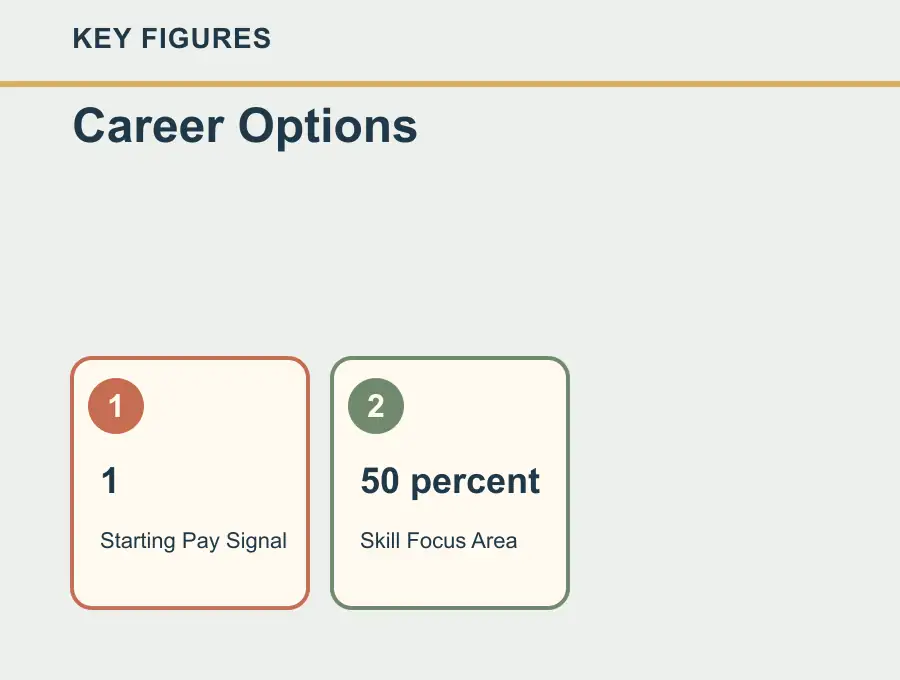 KEY FIGURES
Career Options
1
1
Starting Pay Signal
2
50 percent
Skill Focus Area